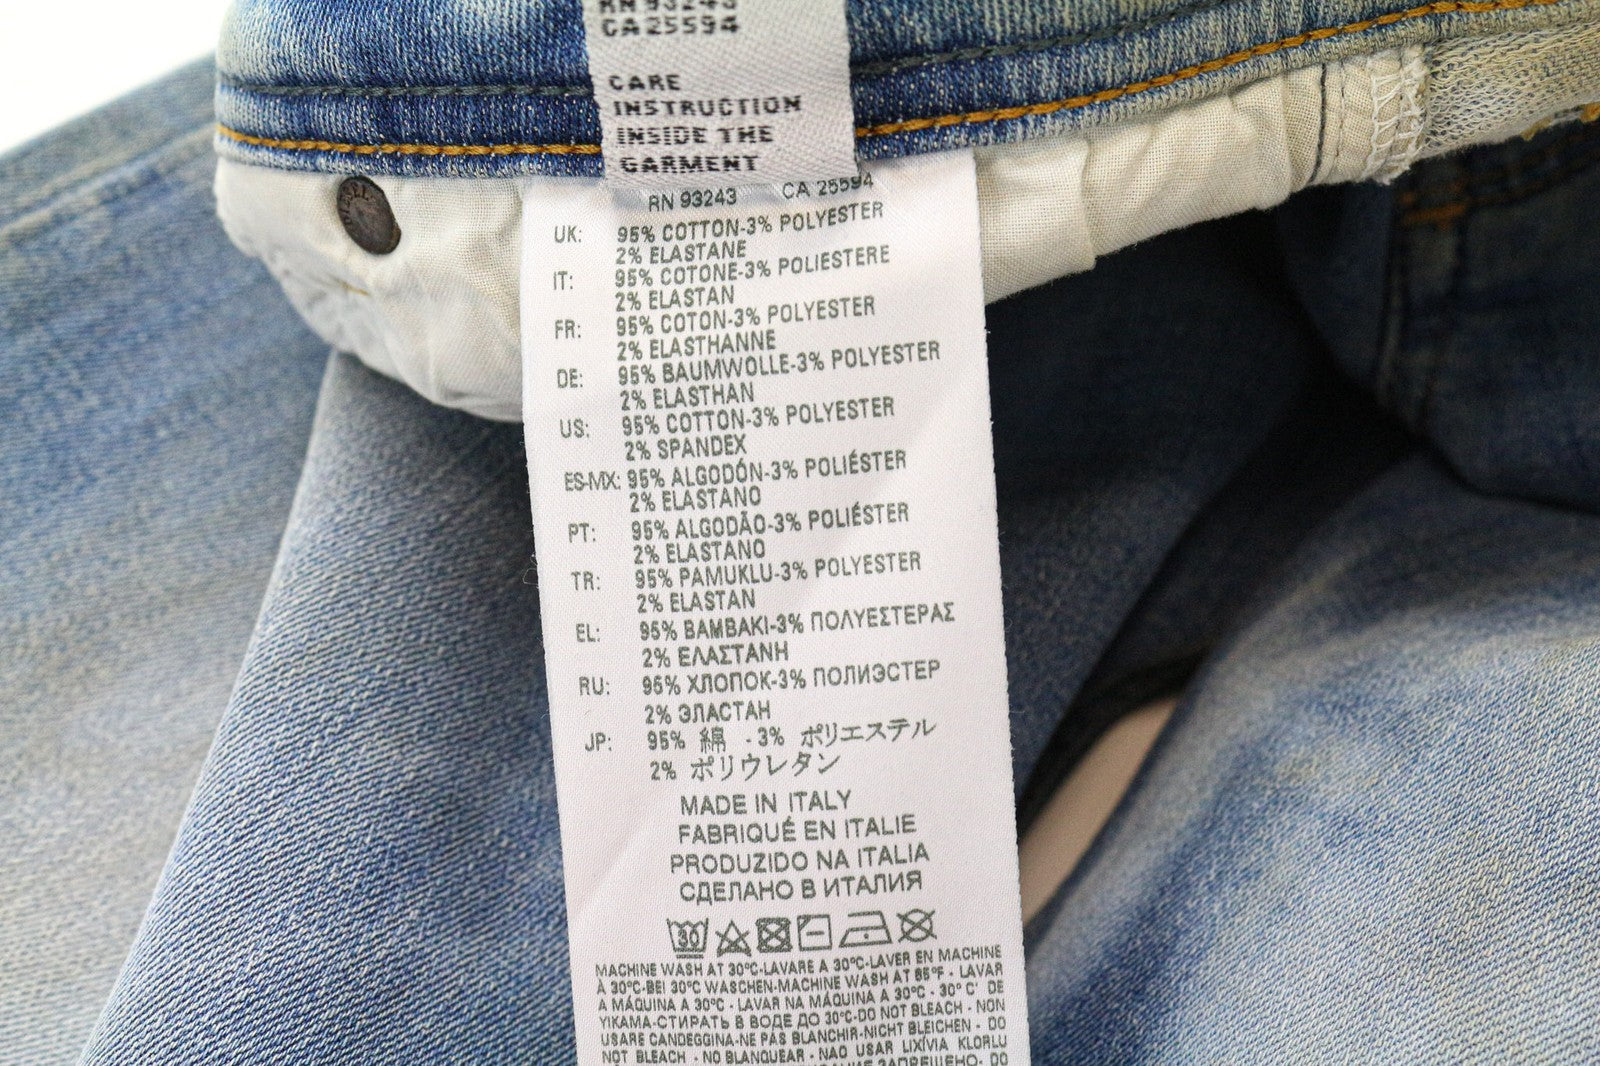 RN 93243
CA 25594
CARE
INSTRUCTION
INSIDE THE
GARMENT
RN 93243 CA 25594
UK: 95% COTTON-3% POLYESTER
2% ELASTANE
IT: 95% COTONE-3% POLIESTERE
2% ELASTAN
FR: 95% COTON-3% POLYESTER
2% ELASTHANNE
DE: 95% BAUMWOLLE-3% POLYESTER
2% ELASTHAN
US: 95% COTTON-3% POLYESTER
2% SPANDEX
ES-MX: 95% ALGODÓN-3% POLIÉSTER
2% ELASTANO
PT: 95% ALGODÃO-3% POLIÉSTER
2% ELASTANO
TR: 95% PAMUKLU-3% POLYESTER
2% ELASTAN
EL: 95% BAMBAKI-3% ΠΟΛΥΕΣΤΕΡΑΣ
2% ΕΛΑΣΤΑΝΗ
RU: 95% ХЛОПОК-3% ПОЛИЭСТЕР
2% ЭЛАСТАН
JP: 95% 綿 -3% ポリエステル
2% ポリウレタン
MADE IN ITALY
FABRIQUÉ EN ITALIE
PRODUZIDO NA ITALIA
СДЕЛАНО В ИТАЛИЯ
30
MACHINE WASH AT 30°C-LAVARE A 30°C-LAVER EN MACHINE
À 30°C-BEI 30°C WASCHEN-MACHINE WASH AT 85°F - LAVAR
A MÁQUINA A 30°C - LAVAR NA MÁQUINA A 30°C - 30°C' DE
YIKAMA-СТИРАТЬ В ВОДЕ ДО 30°C-DO NOT BLEACH - NON
USARE CANDEGGINA-NE PAS BLANCHIR-NICHT BLEICHEN - DO
NOT BLEACH - NO BLANQUEAR - NAO USAR LIXÍVIA KLORLU
ЗАПРЕЩЕНО- DO